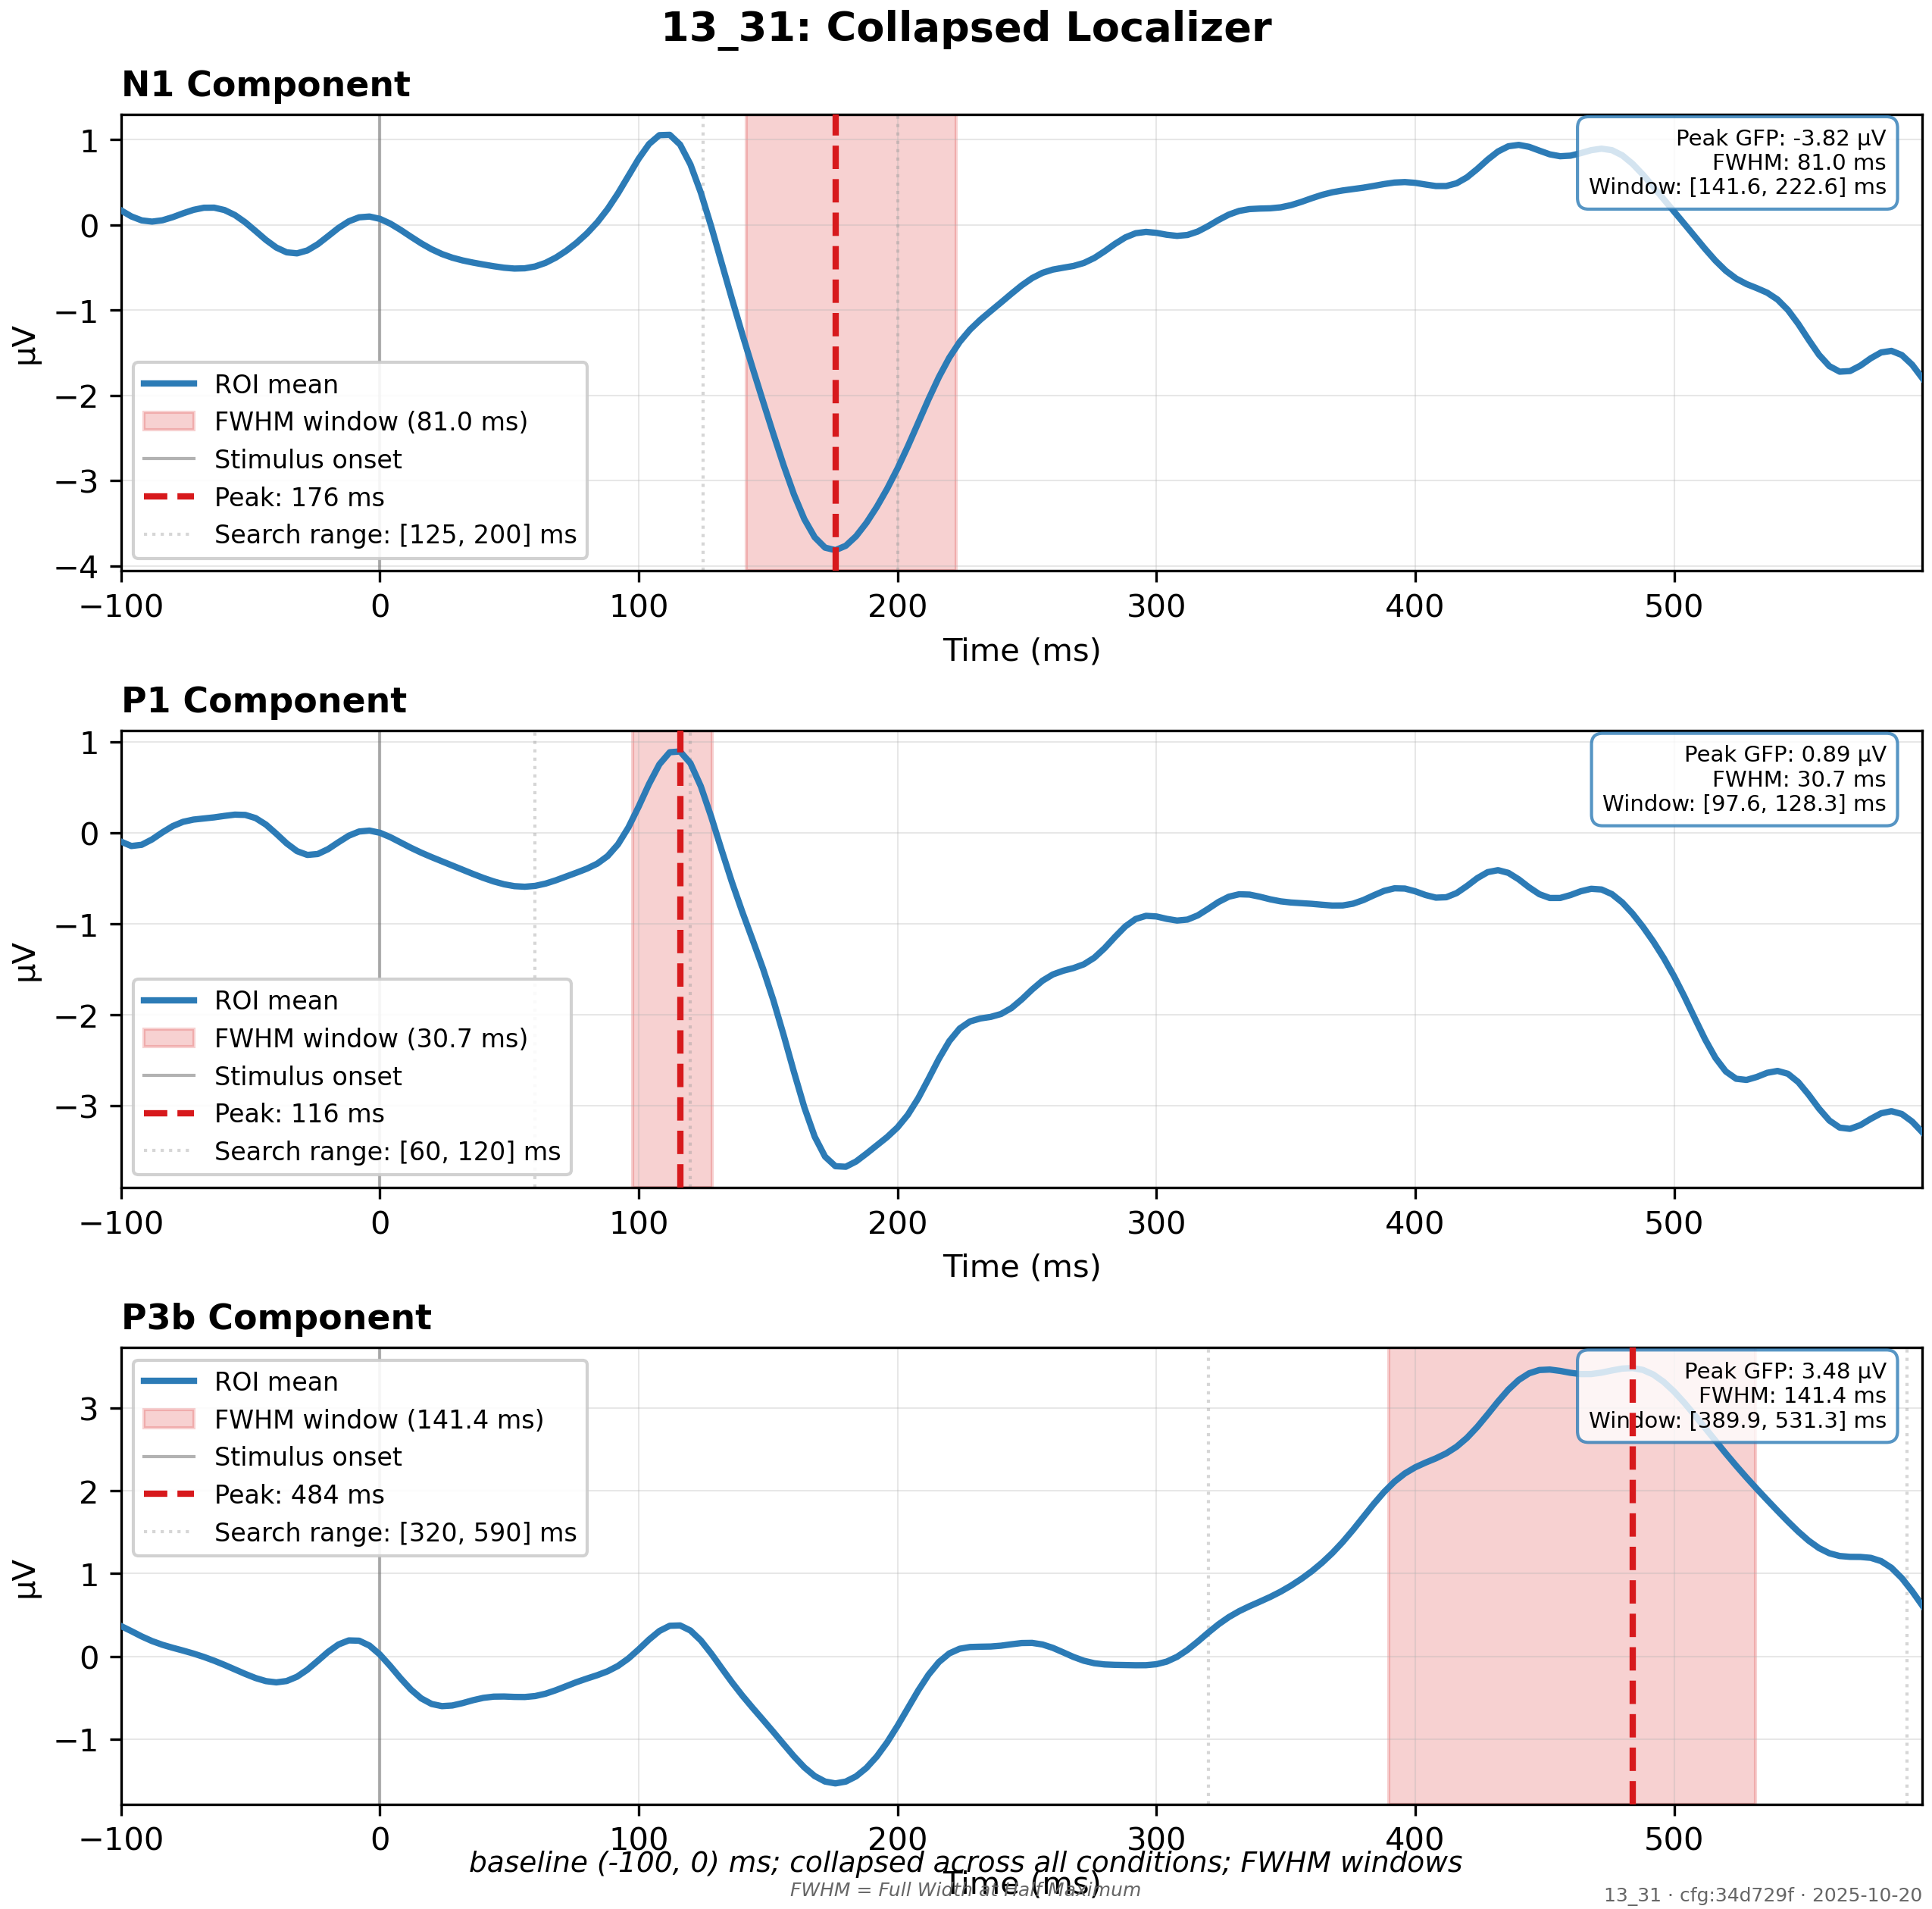 13_31: Collapsed Localizer
N1 Component
1
0
−1
−2
−3
−4
µV
ROI mean
FWHM window (81.0 ms)
Stimulus onset
Peak: 176 ms
Search range: [125, 200] ms
Peak GFP: -3.82 µV
FWHM: 81.0 ms
Window: [141.6, 222.6] ms
−100 0 100 200 300 400 500
Time (ms)
P1 Component
1
0
−1
−2
−3
µV
ROI mean
FWHM window (30.7 ms)
Stimulus onset
Peak: 116 ms
Search range: [60, 120] ms
Peak GFP: 0.89 µV
FWHM: 30.7 ms
Window: [97.6, 128.3] ms
−100 0 100 200 300 400 500
Time (ms)
P3b Component
3
2
1
0
−1
µV
ROI mean
FWHM window (141.4 ms)
Stimulus onset
Peak: 484 ms
Search range: [320, 590] ms
Peak GFP: 3.48 µV
FWHM: 141.4 ms
Window: [389.9, 531.3] ms
−100 0 100 200 300 400 500
baseline (-100, 0) ms; collapsed across all conditions; FWHM windows
Time (ms)
FWHM = Full Width at Half Maximum
13_31 · cfg:34d729f · 2025-10-20